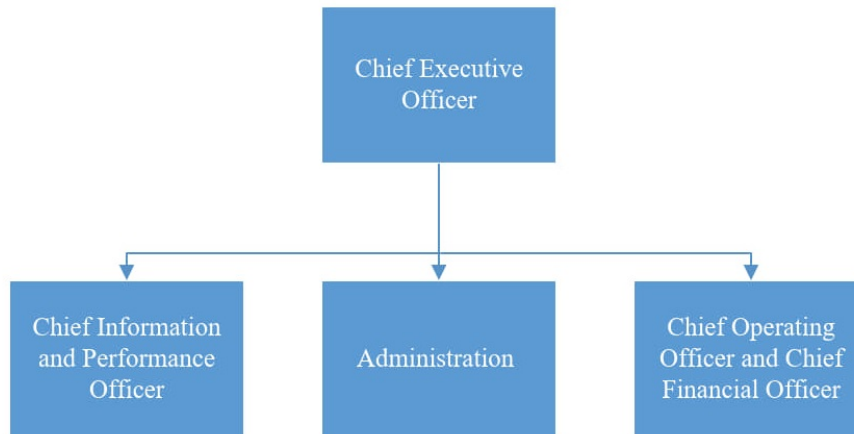 Chief Executive
Officer
Chief Information
and Performance
Officer
Administration
Chief Operating
Officer and Chief
Financial Officer